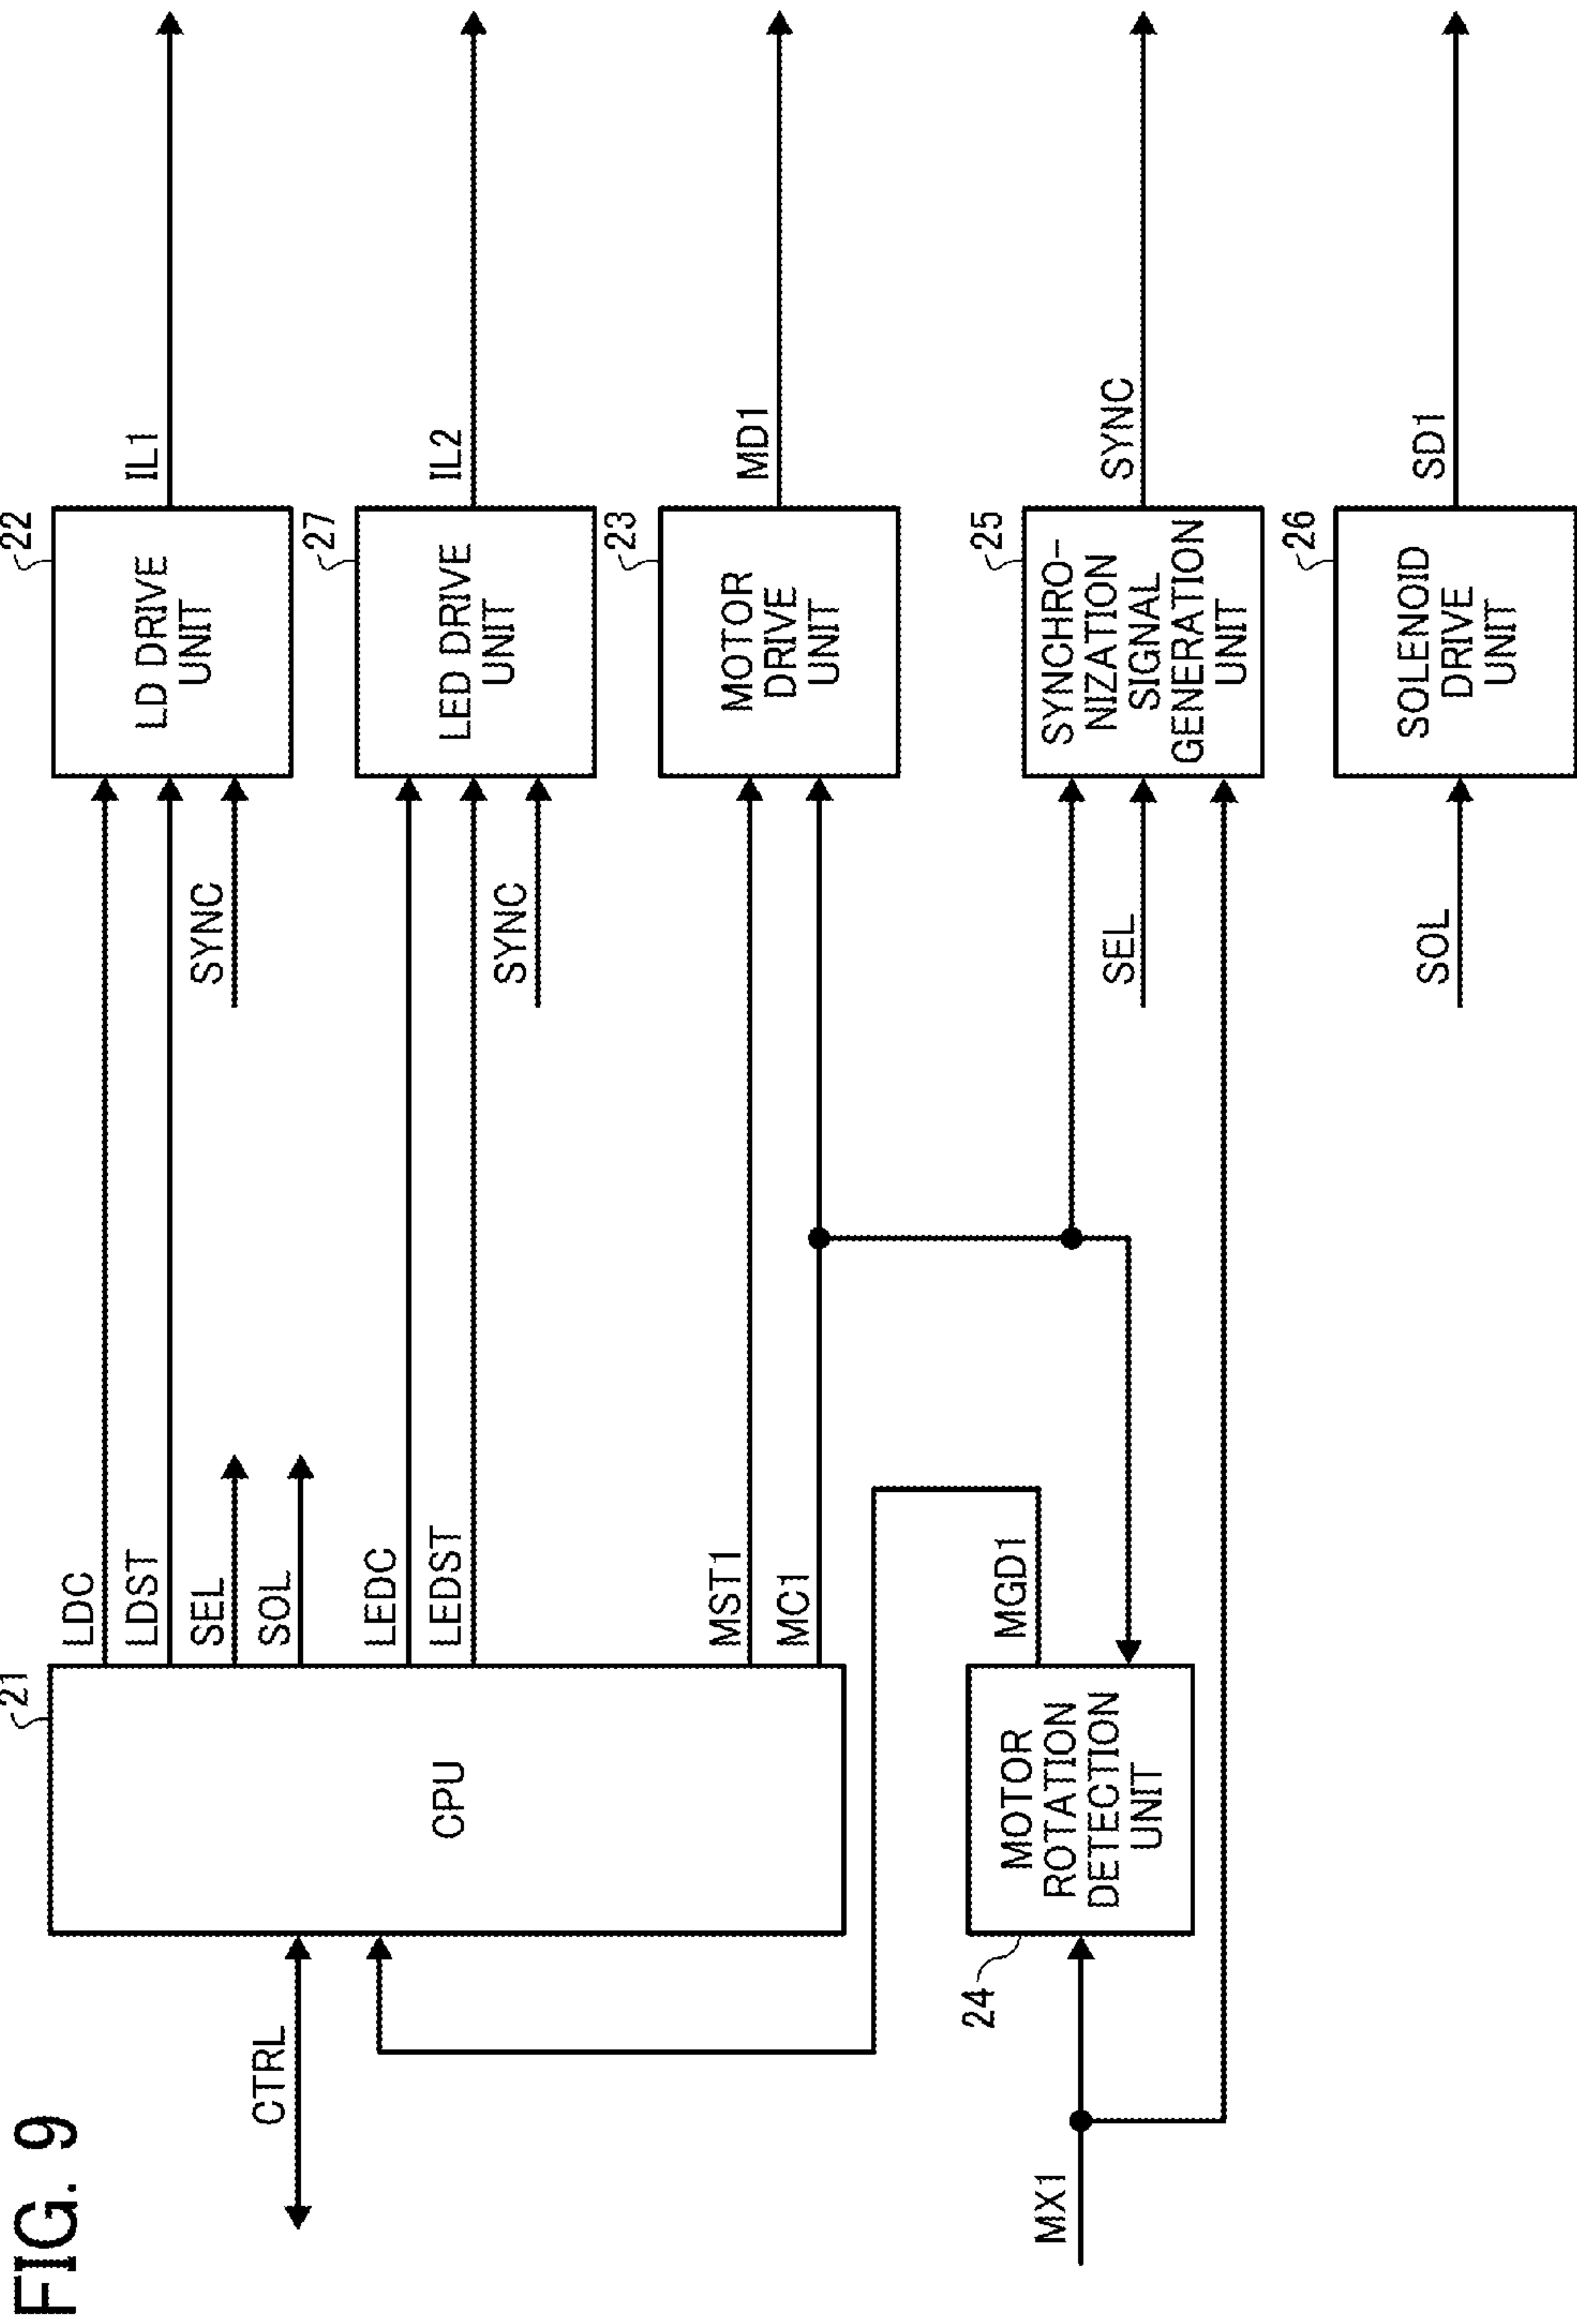 FIG. 9
21
CPU
CTRL
LDC
LDST
SEL
SOL
LEDC
LEDST
MST1
MC1
MGD1
24
MOTOR
ROTATION
DETECTION
UNIT
MX1
22
LD DRIVE
UNIT
SYNC
IL1
27
LED DRIVE
UNIT
SYNC
IL2
23
MOTOR
DRIVE
UNIT
MD1
25
SYNCHRO-
NIZATION
SIGNAL
GENERATION
UNIT
SEL
SYNC
26
SOLENOID
DRIVE
UNIT
SOL
SD1